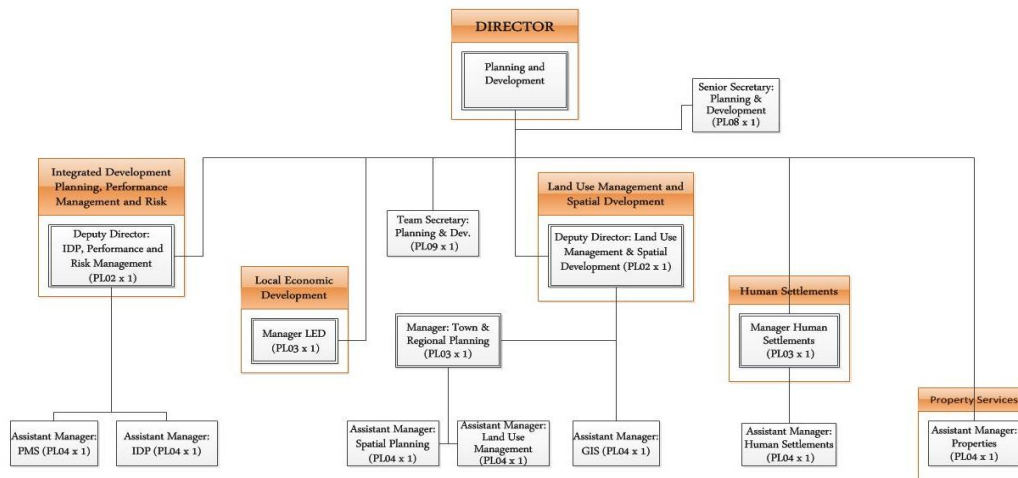 DIRECTOR
Planning and
Development
Senior Secretary:
Planning &
Development
(PL08 x 1)
Integrated Development
Planning, Performance
Management and Risk
Deputy Director:
IDP, Performance and
Risk Management
(PL02 x 1)
Team Secretary:
Planning & Dev.
(PL09 x 1)
Land Use Management and
Spatial Dvelopment
Deputy Director: Land Use
Management & Spatial
Development (PL02 x 1)
Local Economic
Development
Manager LED
(PL03 x 1)
Manager: Town &
Regional Planning
(PL03 x 1)
Human Settlements
Manager Human
Settlements
(PL03 x 1)
Property Services
Assistant Manager:
PMS (PL04 x 1)
Assistant Manager:
IDP (PL04 x 1)
Assistant Manager:
Spatial Planning
(PL04 x 1)
Assistant Manager:
Land Use
Management
(PL04 x 1)
Assistant Manager:
GIS (PL04 x 1)
Assistant Manager:
Human Settlements
(PL04 x 1)
Assistant Manager:
Properties
(PL04 x 1)